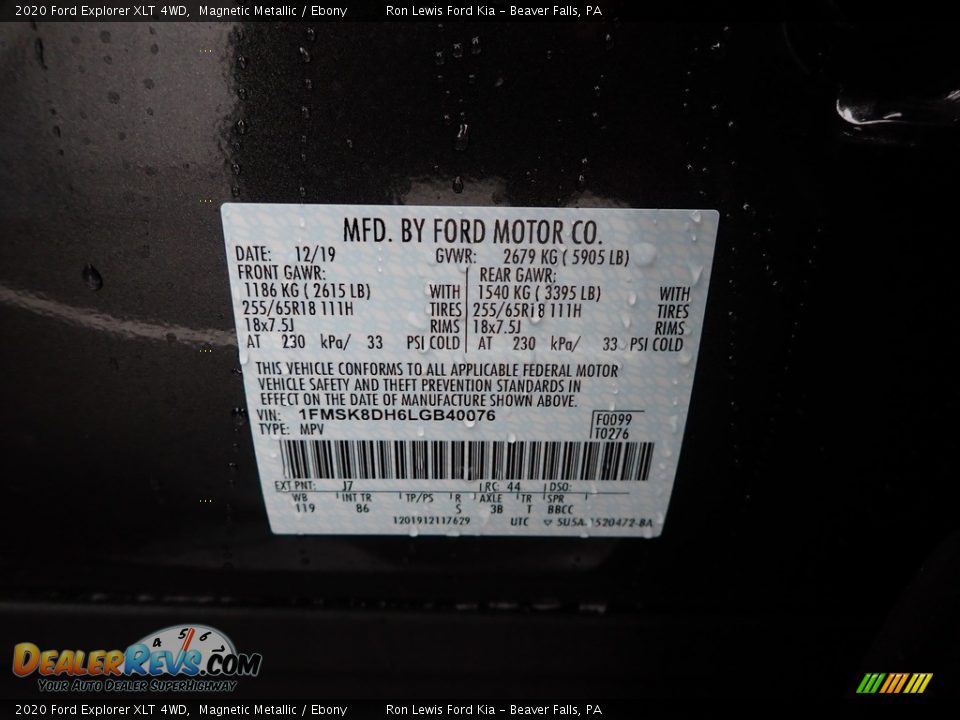 2020 Ford Explorer XLT 4WD, Magnetic Metallic / Ebony Ron Lewis Ford Kia - Beaver Falls, PA
MFD. BY FORD MOTOR CO.
DATE: 12/19 GVWR: 2679 KG ( 5905 LB)
FRONT GAWR: REAR GAWR:
1186 KG ( 2615 LB) WITH 1540 KG ( 3395 LB) WITH
255/65R18 111H TIRES 255/65R18 111H TIRES
18x7.5J RIMS 18x7.5J RIMS
AT 230 kPa/ 33 PSI COLD AT 230 kPa/ 33 PSI COLD
THIS VEHICLE CONFORMS TO ALL APPLICABLE FEDERAL MOTOR
VEHICLE SAFETY AND THEFT PREVENTION STANDARDS IN
EFFECT ON THE DATE OF MANUFACTURE SHOWN ABOVE.
VIN: 1FMSK8DH6LGB40076 F0099
TYPE: MPV T0276
EXT PNT: J7 RC: 44 DSO:
WB INT TR TP/PS R AXLE TR SPR
119 86 S 3B T BBCC
1201912117629 UTC 5U5A-1520472-BA
4 5 6
DEALERREVS.COM
YOUR AUTO DEALER SUPERHIGHWAY
2020 Ford Explorer XLT 4WD, Magnetic Metallic / Ebony Ron Lewis Ford Kia - Beaver Falls, PA